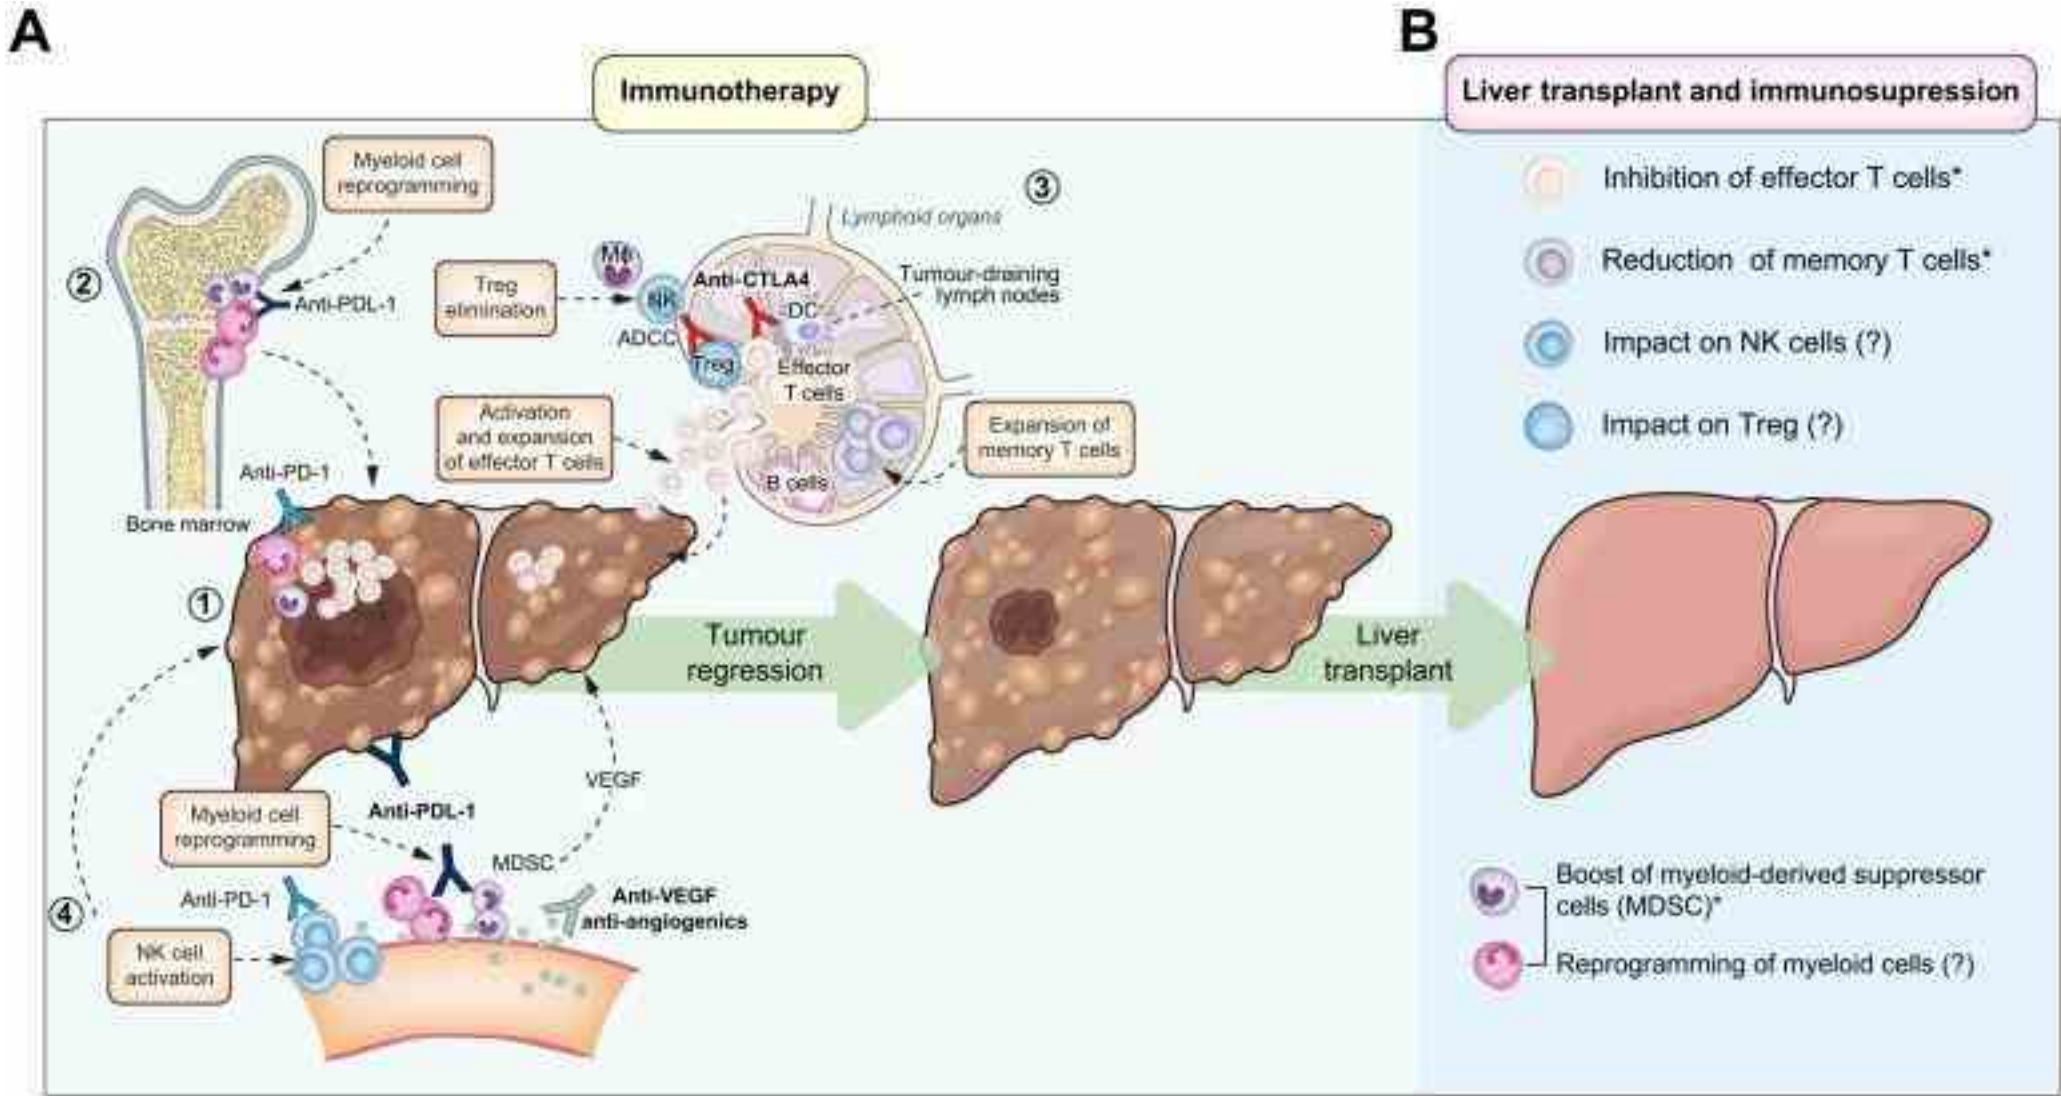 A
B
Immunotherapy
Liver transplant and immunosupression
Myeloid cell
reprogramming
2
Anti-PDL-1
Bone marrow
3
Lymphoid organs
Treg
elimination
Mϕ
NK
Anti-CTLA4
DC
Tumour-draining
lymph nodes
ADCC
Treg
Effector
T cells
Activation
and expansion
of effector T cells
B cells
Expansion of
memory T cells
Anti-PD-1
1
Tumour
regression
Liver
transplant
VEGF
Anti-PDL-1
Myeloid cell
reprogramming
MDSC
Anti-PD-1
Anti-VEGF
anti-angiogenics
4
NK cell
activation
Inhibition of effector T cells*
Reduction of memory T cells*
Impact on NK cells (?)
Impact on Treg (?)
Boost of myeloid-derived suppressor
cells (MDSC)*
Reprogramming of myeloid cells (?)